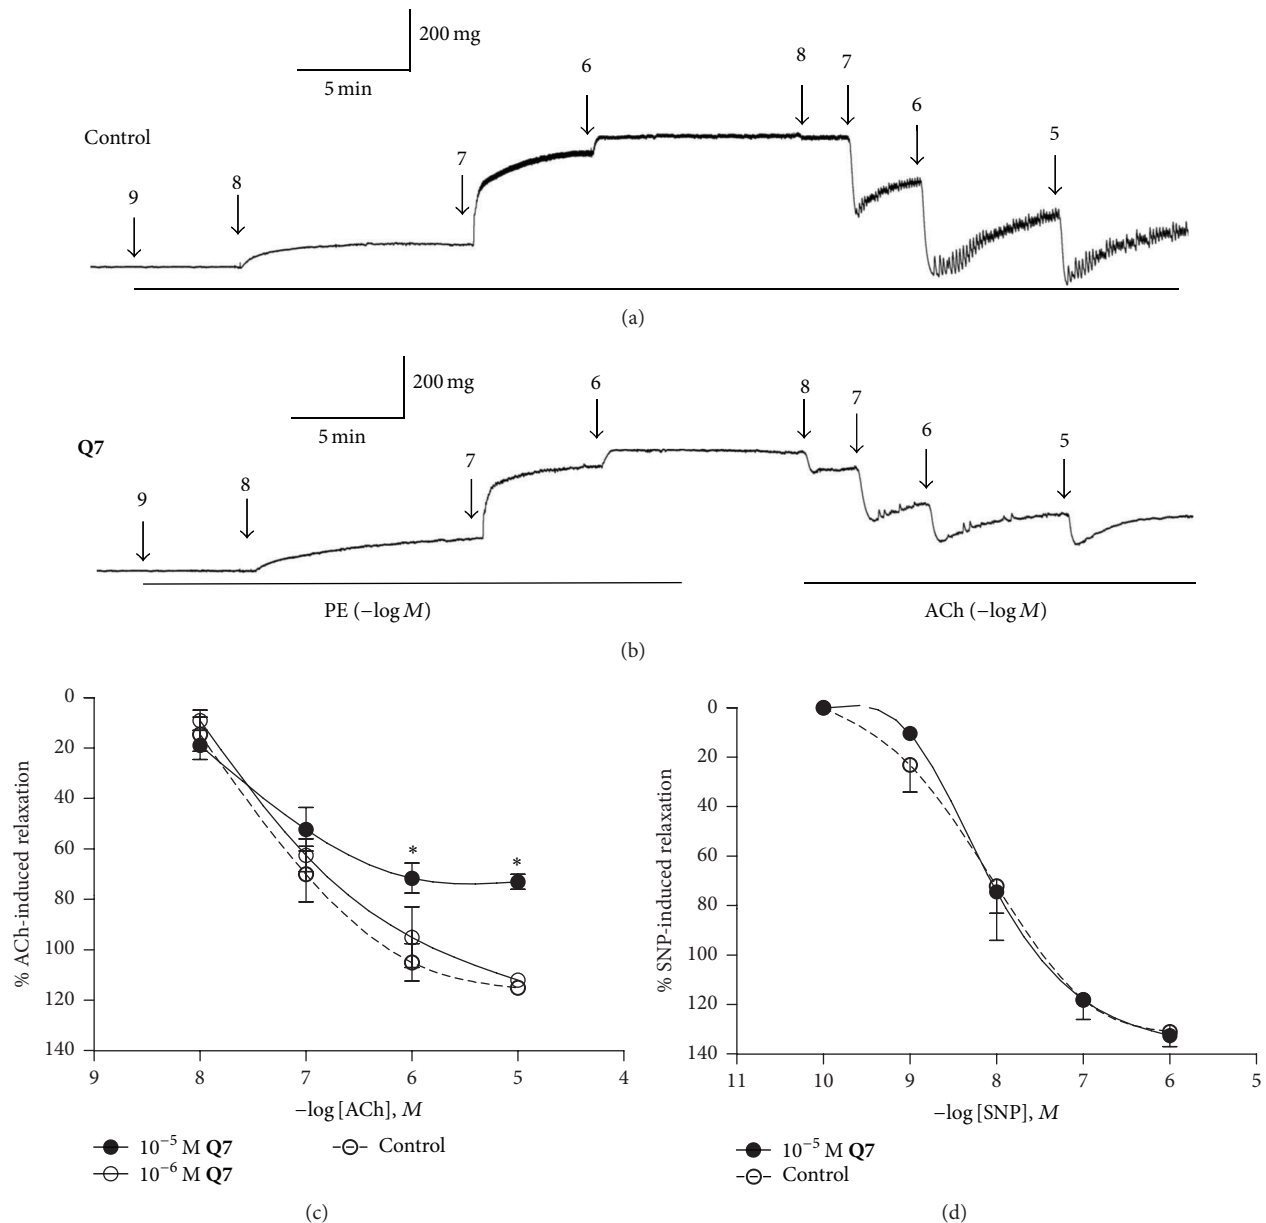 200 mg
5 min
Control
9
8
7
6
8
7
6
5
(a)
200 mg
5 min
Q7
9
8
7
6
8
7
6
5
PE (−log M)
ACh (−log M)
(b)
% ACh-induced relaxation
0
20
40
60
80
100
120
140
* *
9 8 7 6 5 4
−log [ACh], M
10⁻⁵ M Q7
10⁻⁶ M Q7
Control
(c)
% SNP-induced relaxation
0
20
40
60
80
100
120
140
11 10 9 8 7 6 5
−log [SNP], M
10⁻⁵ M Q7
Control
(d)